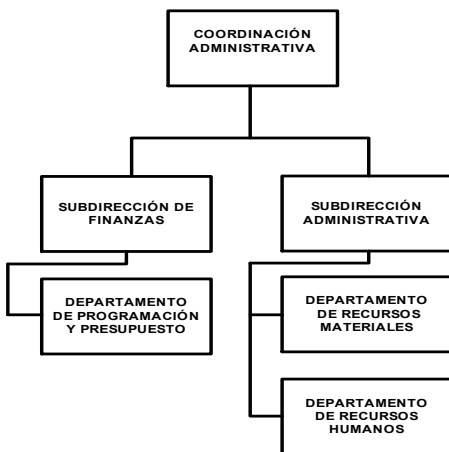 COORDINACIÓN
ADMINISTRATIVA
SUBDIRECCIÓN DE
FINANZAS
SUBDIRECCIÓN
ADMINISTRATIVA
DEPARTAMENTO
DE PROGRAMACIÓN
Y PRESUPUESTO
DEPARTAMENTO
DE RECURSOS
MATERIALES
DEPARTAMENTO
DE RECURSOS
HUMANOS